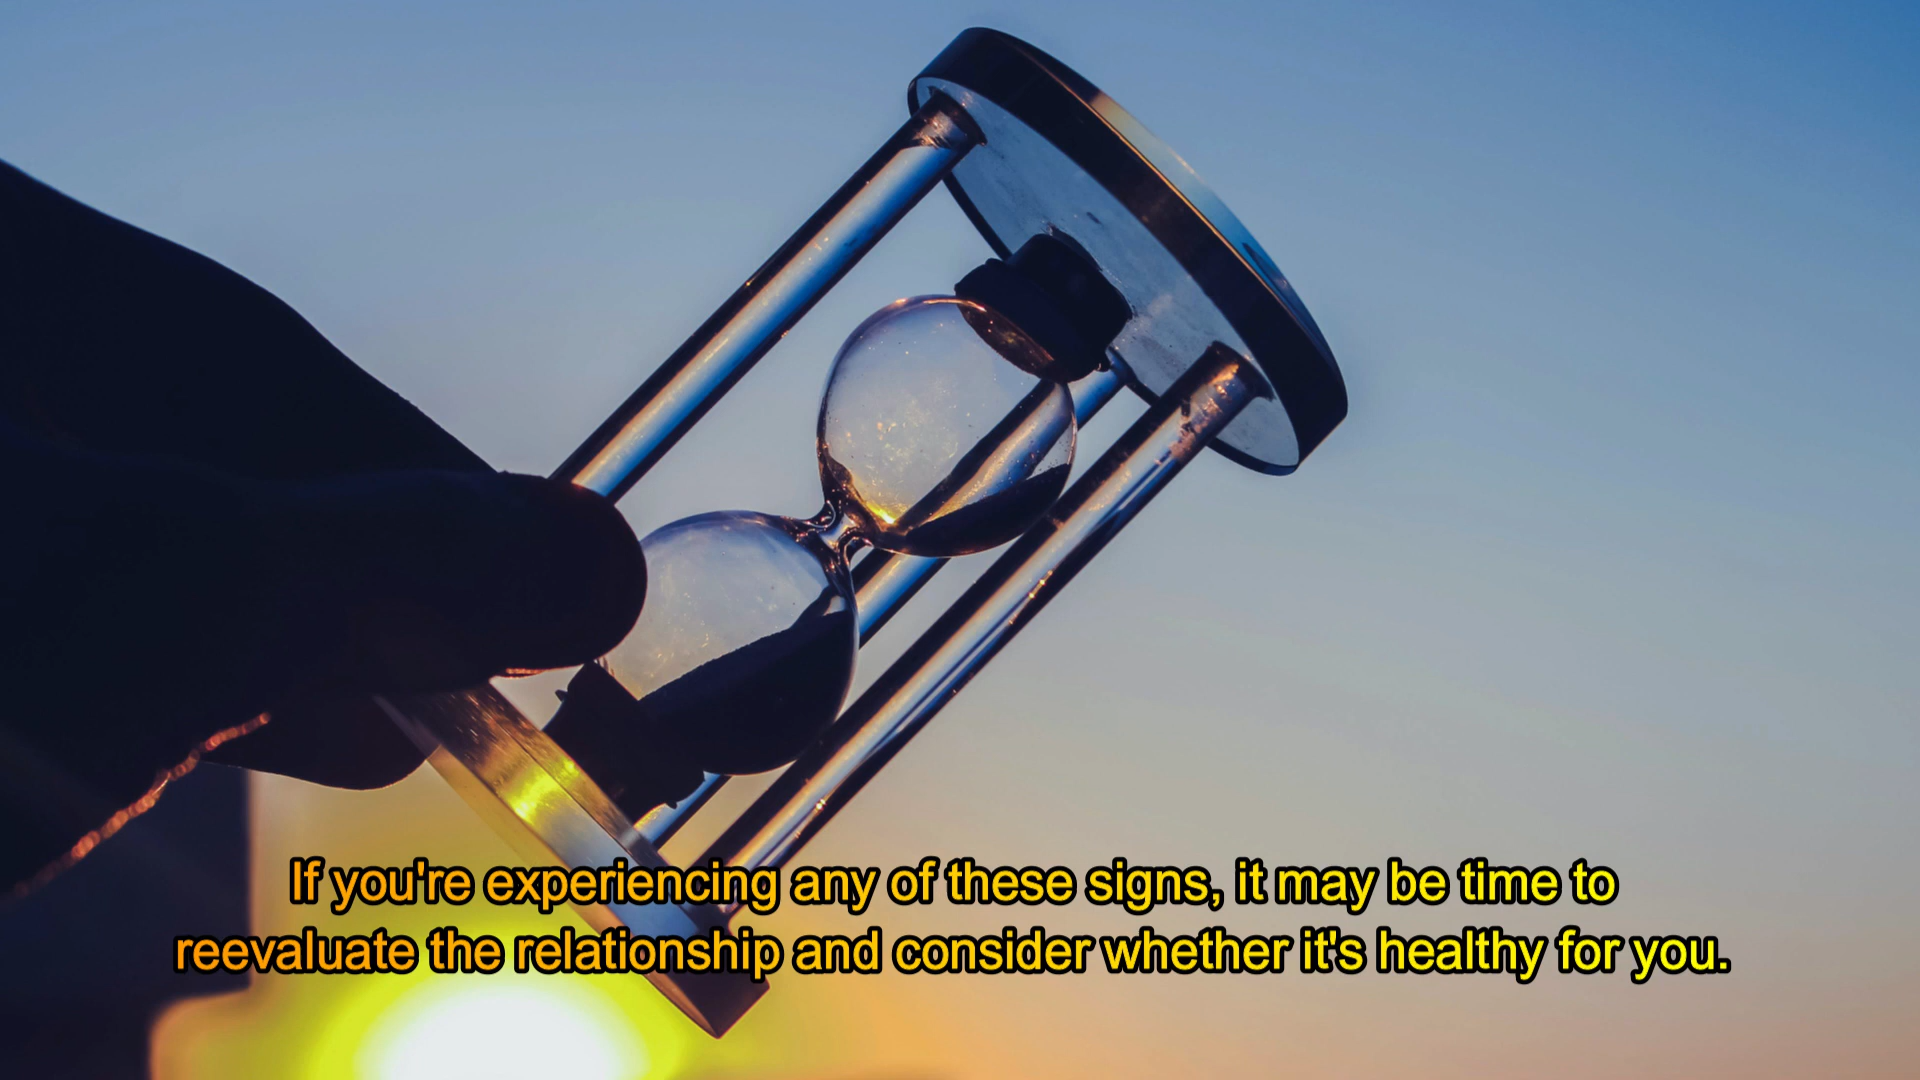 If you're experiencing any of these signs, it may be time to
reevaluate the relationship and consider whether it's healthy for you.